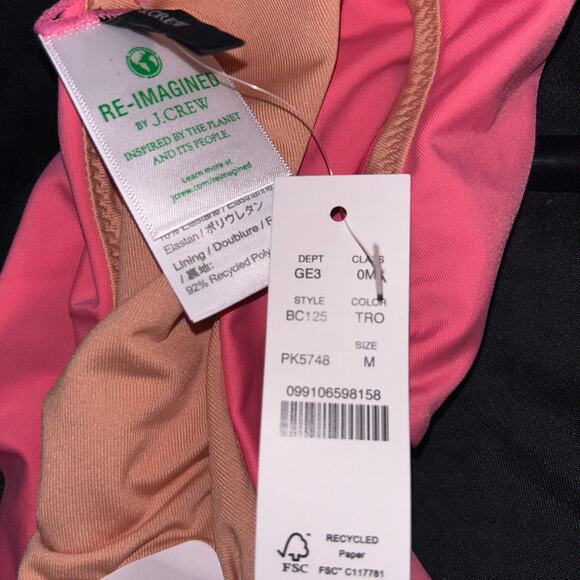 J.CREW
RE-IMAGINED
BY J.CREW
INSPIRED BY THE PLANET
AND ITS PEOPLE.
Learn more at
jcrew.com/reimagined
Elastan / ポリウレタン
Lining / Doublure / F
/ 裏地:
92% Recycled Poly
DEPT CLASS
GE3
STYLE COLOR
BC125 TRO
SIZE
PK5748 M
099106598158
RECYCLED
Paper
FSC
FSC™ C117781